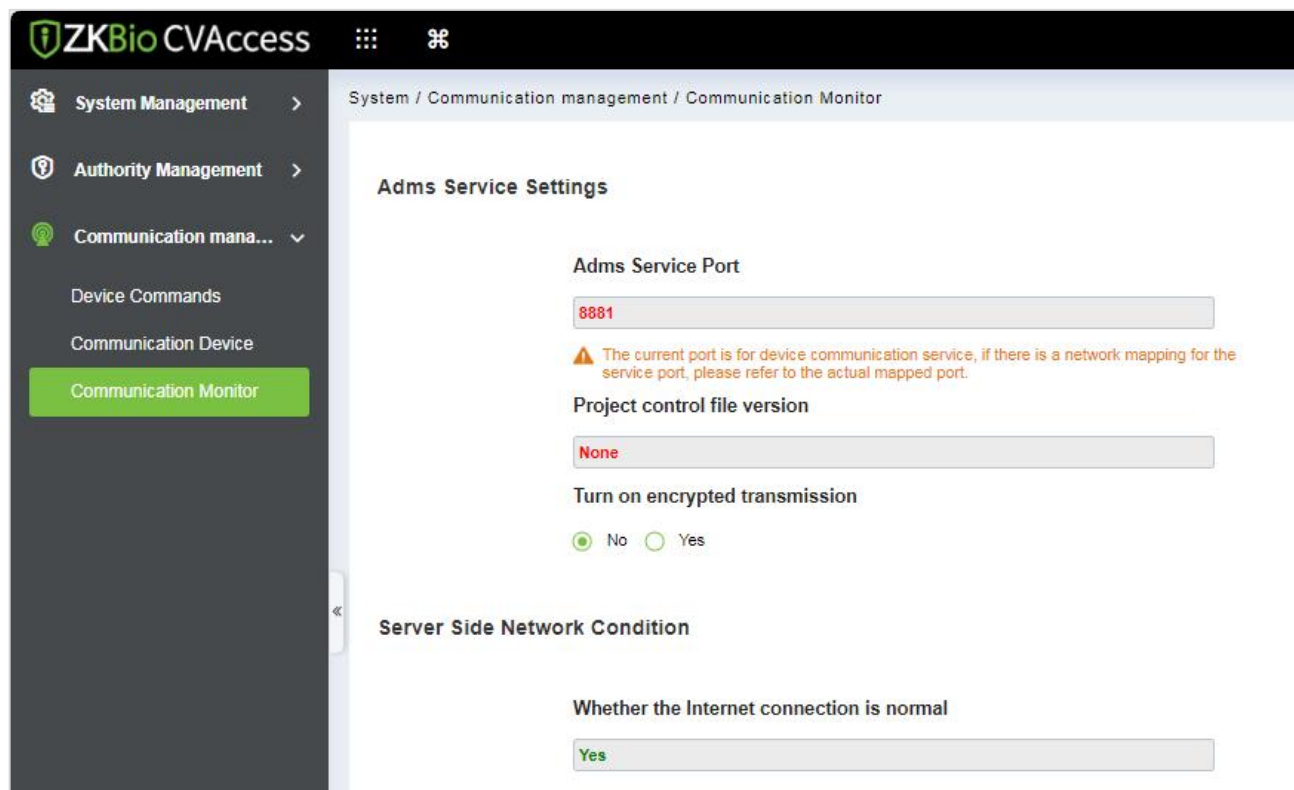 ZKBio CVAccess
System Management
Authority Management
Communication mana...
Device Commands
Communication Device
Communication Monitor
System / Communication management / Communication Monitor
Adms Service Settings
Adms Service Port
8881
The current port is for device communication service, if there is a network mapping for the
service port, please refer to the actual mapped port.
Project control file version
None
Turn on encrypted transmission
No Yes
Server Side Network Condition
Whether the Internet connection is normal
Yes